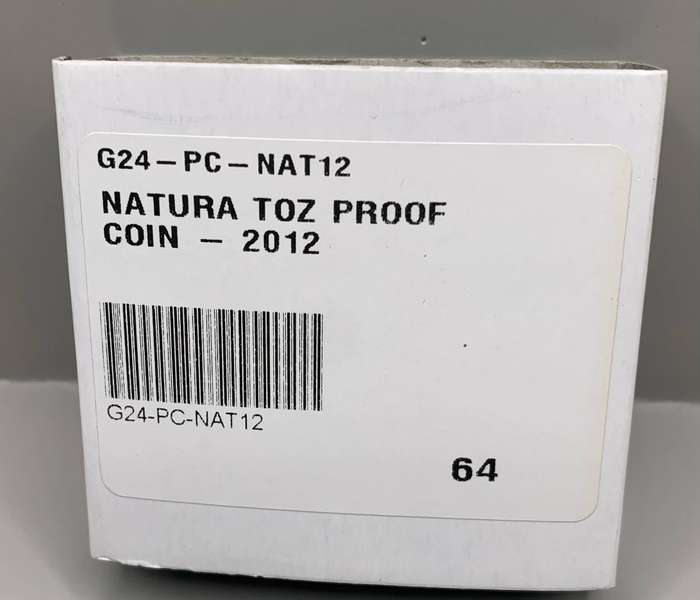 G24-PC-NAT12
NATURA TOZ PROOF
COIN - 2012
G24-PC-NAT12
64